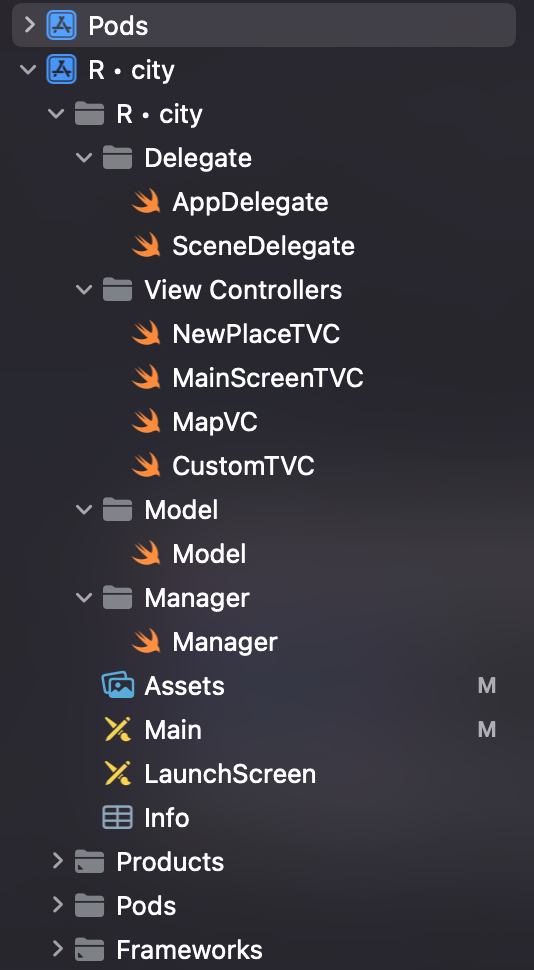 Pods
R • city
R • city
Delegate
AppDelegate
SceneDelegate
View Controllers
NewPlaceTVC
MainScreenTVC
MapVC
CustomTVC
Model
Model
Manager
Manager
Assets M
Main M
LaunchScreen
Info
Products
Pods
Frameworks